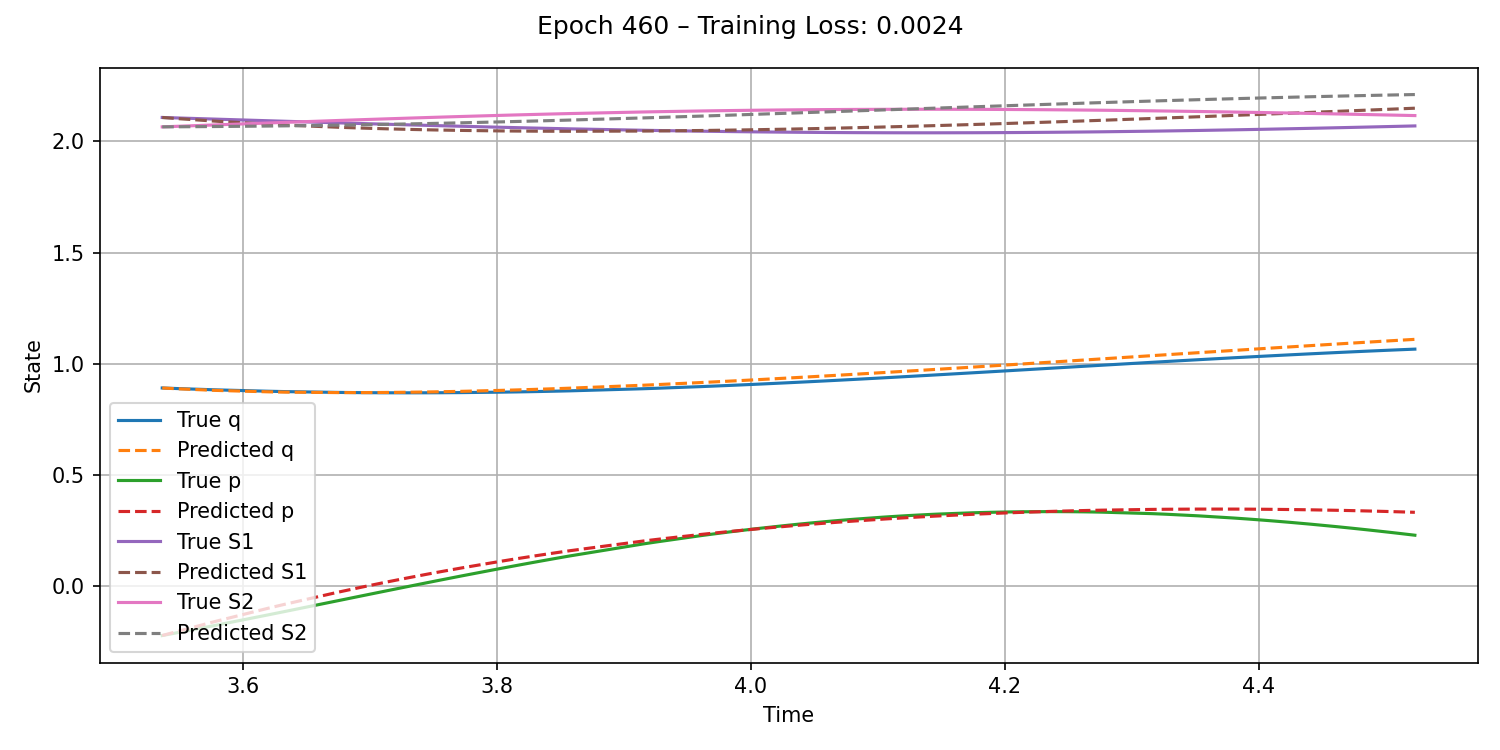 Epoch 460 – Training Loss: 0.0024
2.0
1.5
1.0
0.5
0.0
State
True q
Predicted q
True p
Predicted p
True S1
Predicted S1
True S2
Predicted S2
3.6
3.8
4.0
4.2
4.4
Time